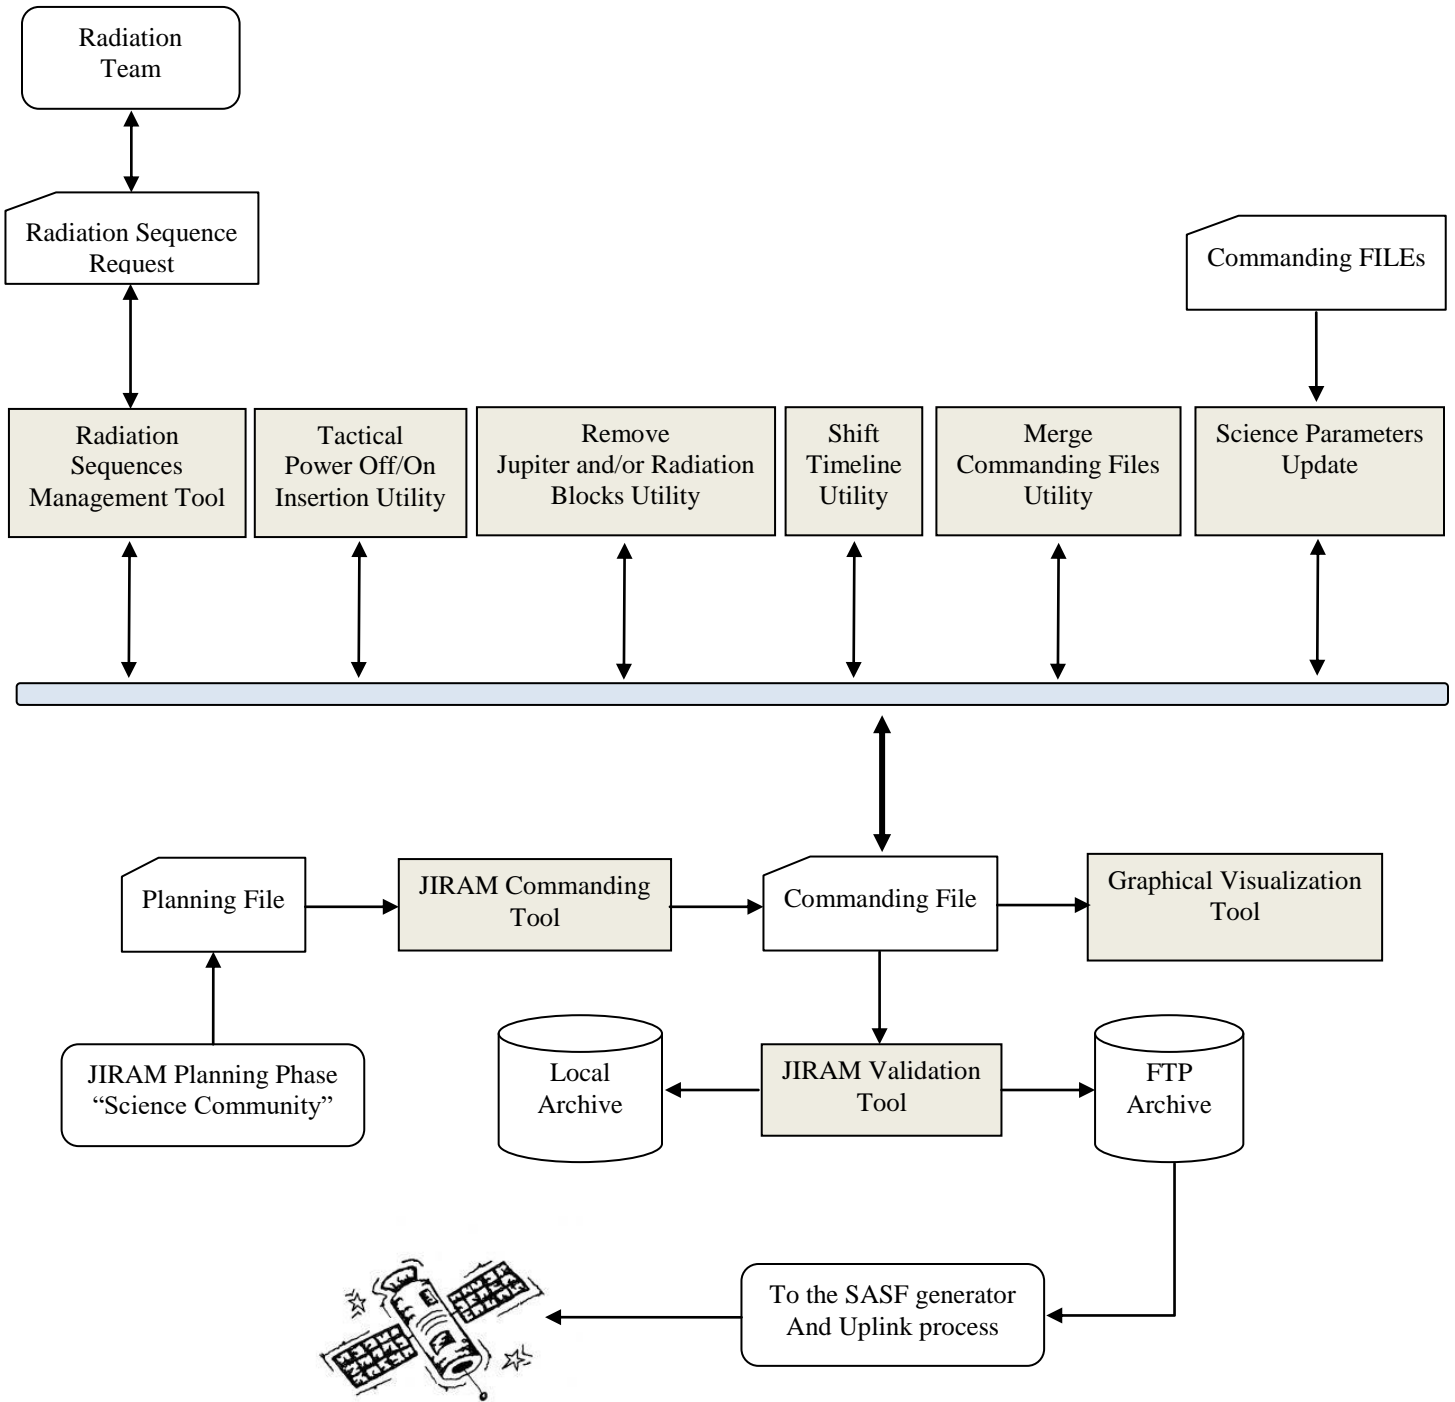 Radiation
Team
Radiation Sequence
Request
Commanding FILEs
Radiation
Sequences
Management Tool
Tactical
Power Off/On
Insertion Utility
Remove
Jupiter and/or Radiation
Blocks Utility
Shift
Timeline
Utility
Merge
Commanding Files
Utility
Science Parameters
Update
Planning File
JIRAM Commanding
Tool
Commanding File
Graphical Visualization
Tool
JIRAM Planning Phase
“Science Community”
Local
Archive
JIRAM Validation
Tool
FTP
Archive
To the SASF generator
And Uplink process